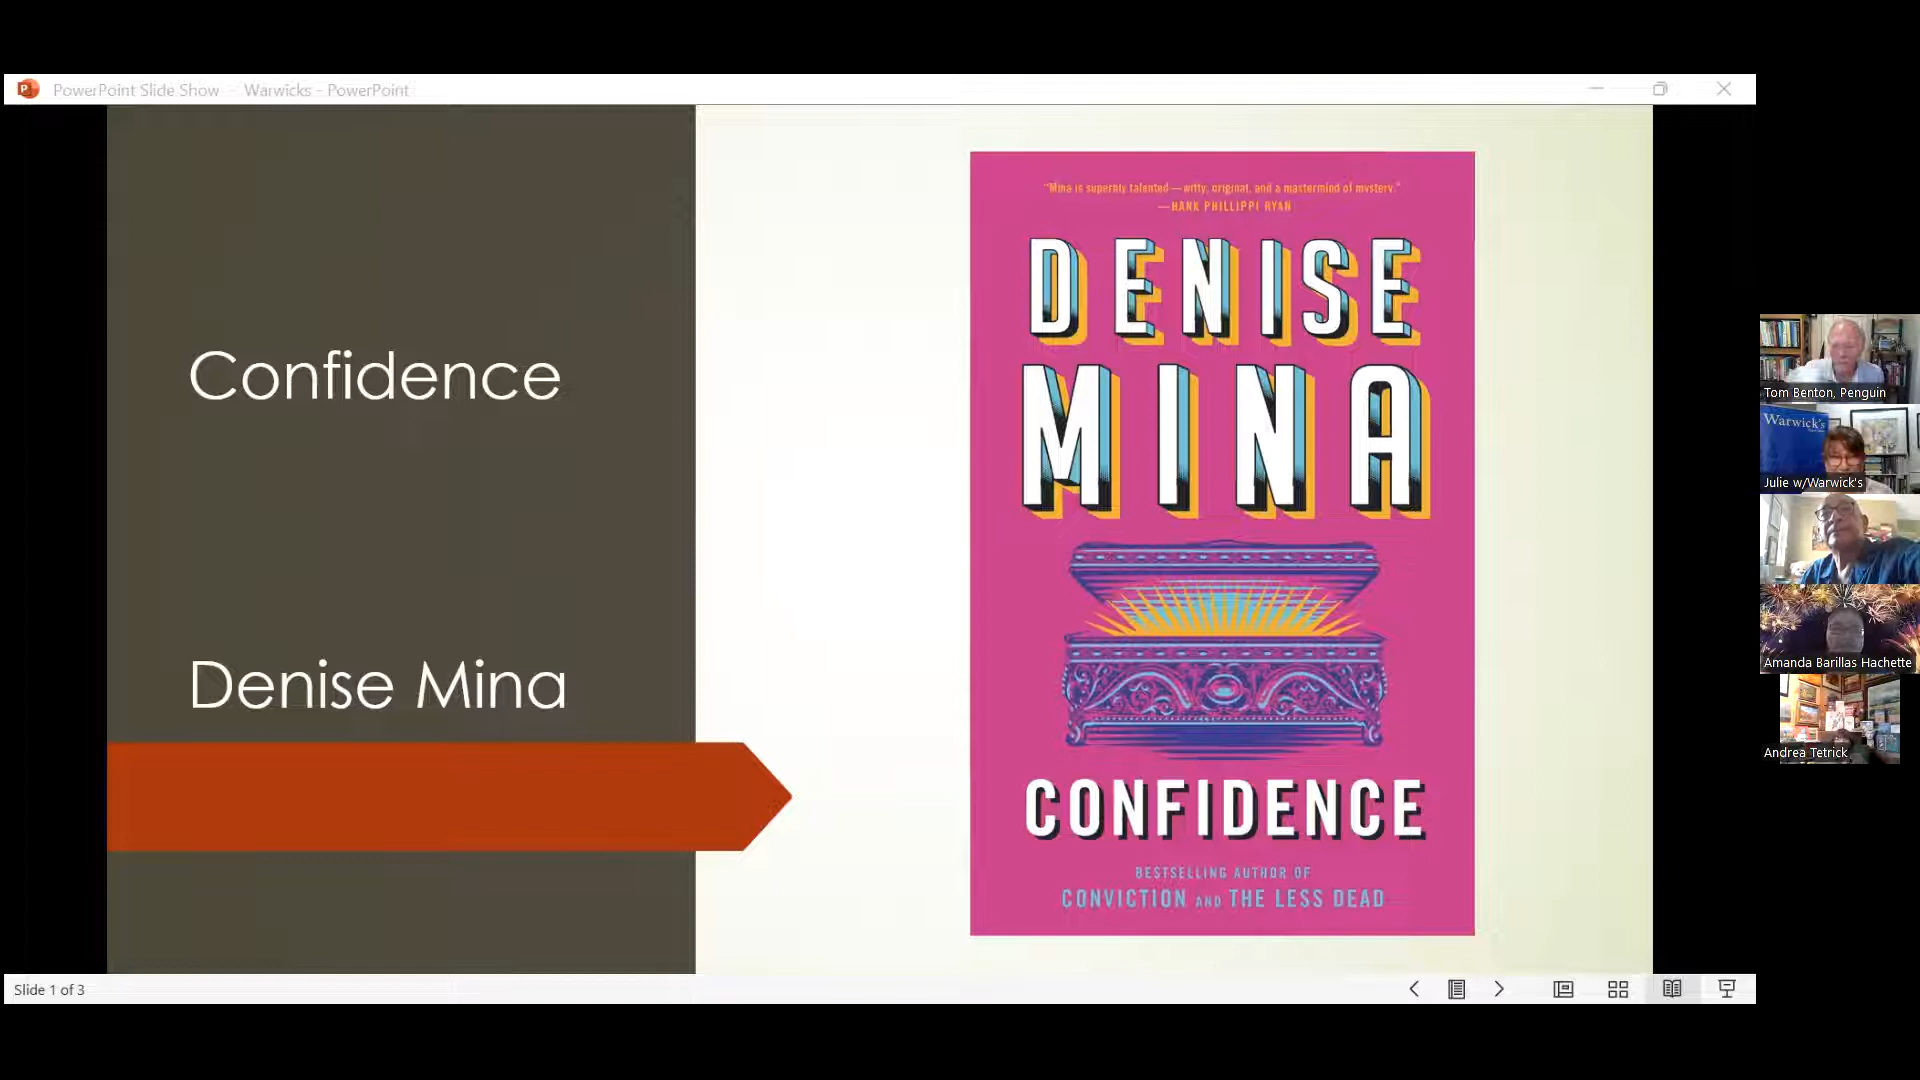 PowerPoint Slide Show - Warwicks - PowerPoint
Confidence
Denise Mina
"Mina is superbly talented—witty, original, and a mastermind of mystery."
—HANK PHILLIPPI RYAN
DENISE
MINA
CONFIDENCE
BESTSELLING AUTHOR OF
CONVICTION AND THE LESS DEAD
Tom Benton, Penguin
Warwick's
Julie w/Warwick's
Amanda Barillas Hachette
Andrea Tetrick
Slide 1 of 3